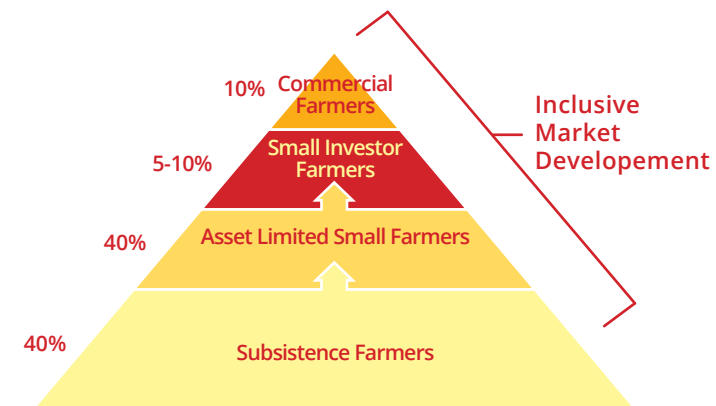 10%
Commercial
Farmers
5-10%
Small Investor
Farmers
40%
Asset Limited Small Farmers
40%
Subsistence Farmers
Inclusive
Market
Developement